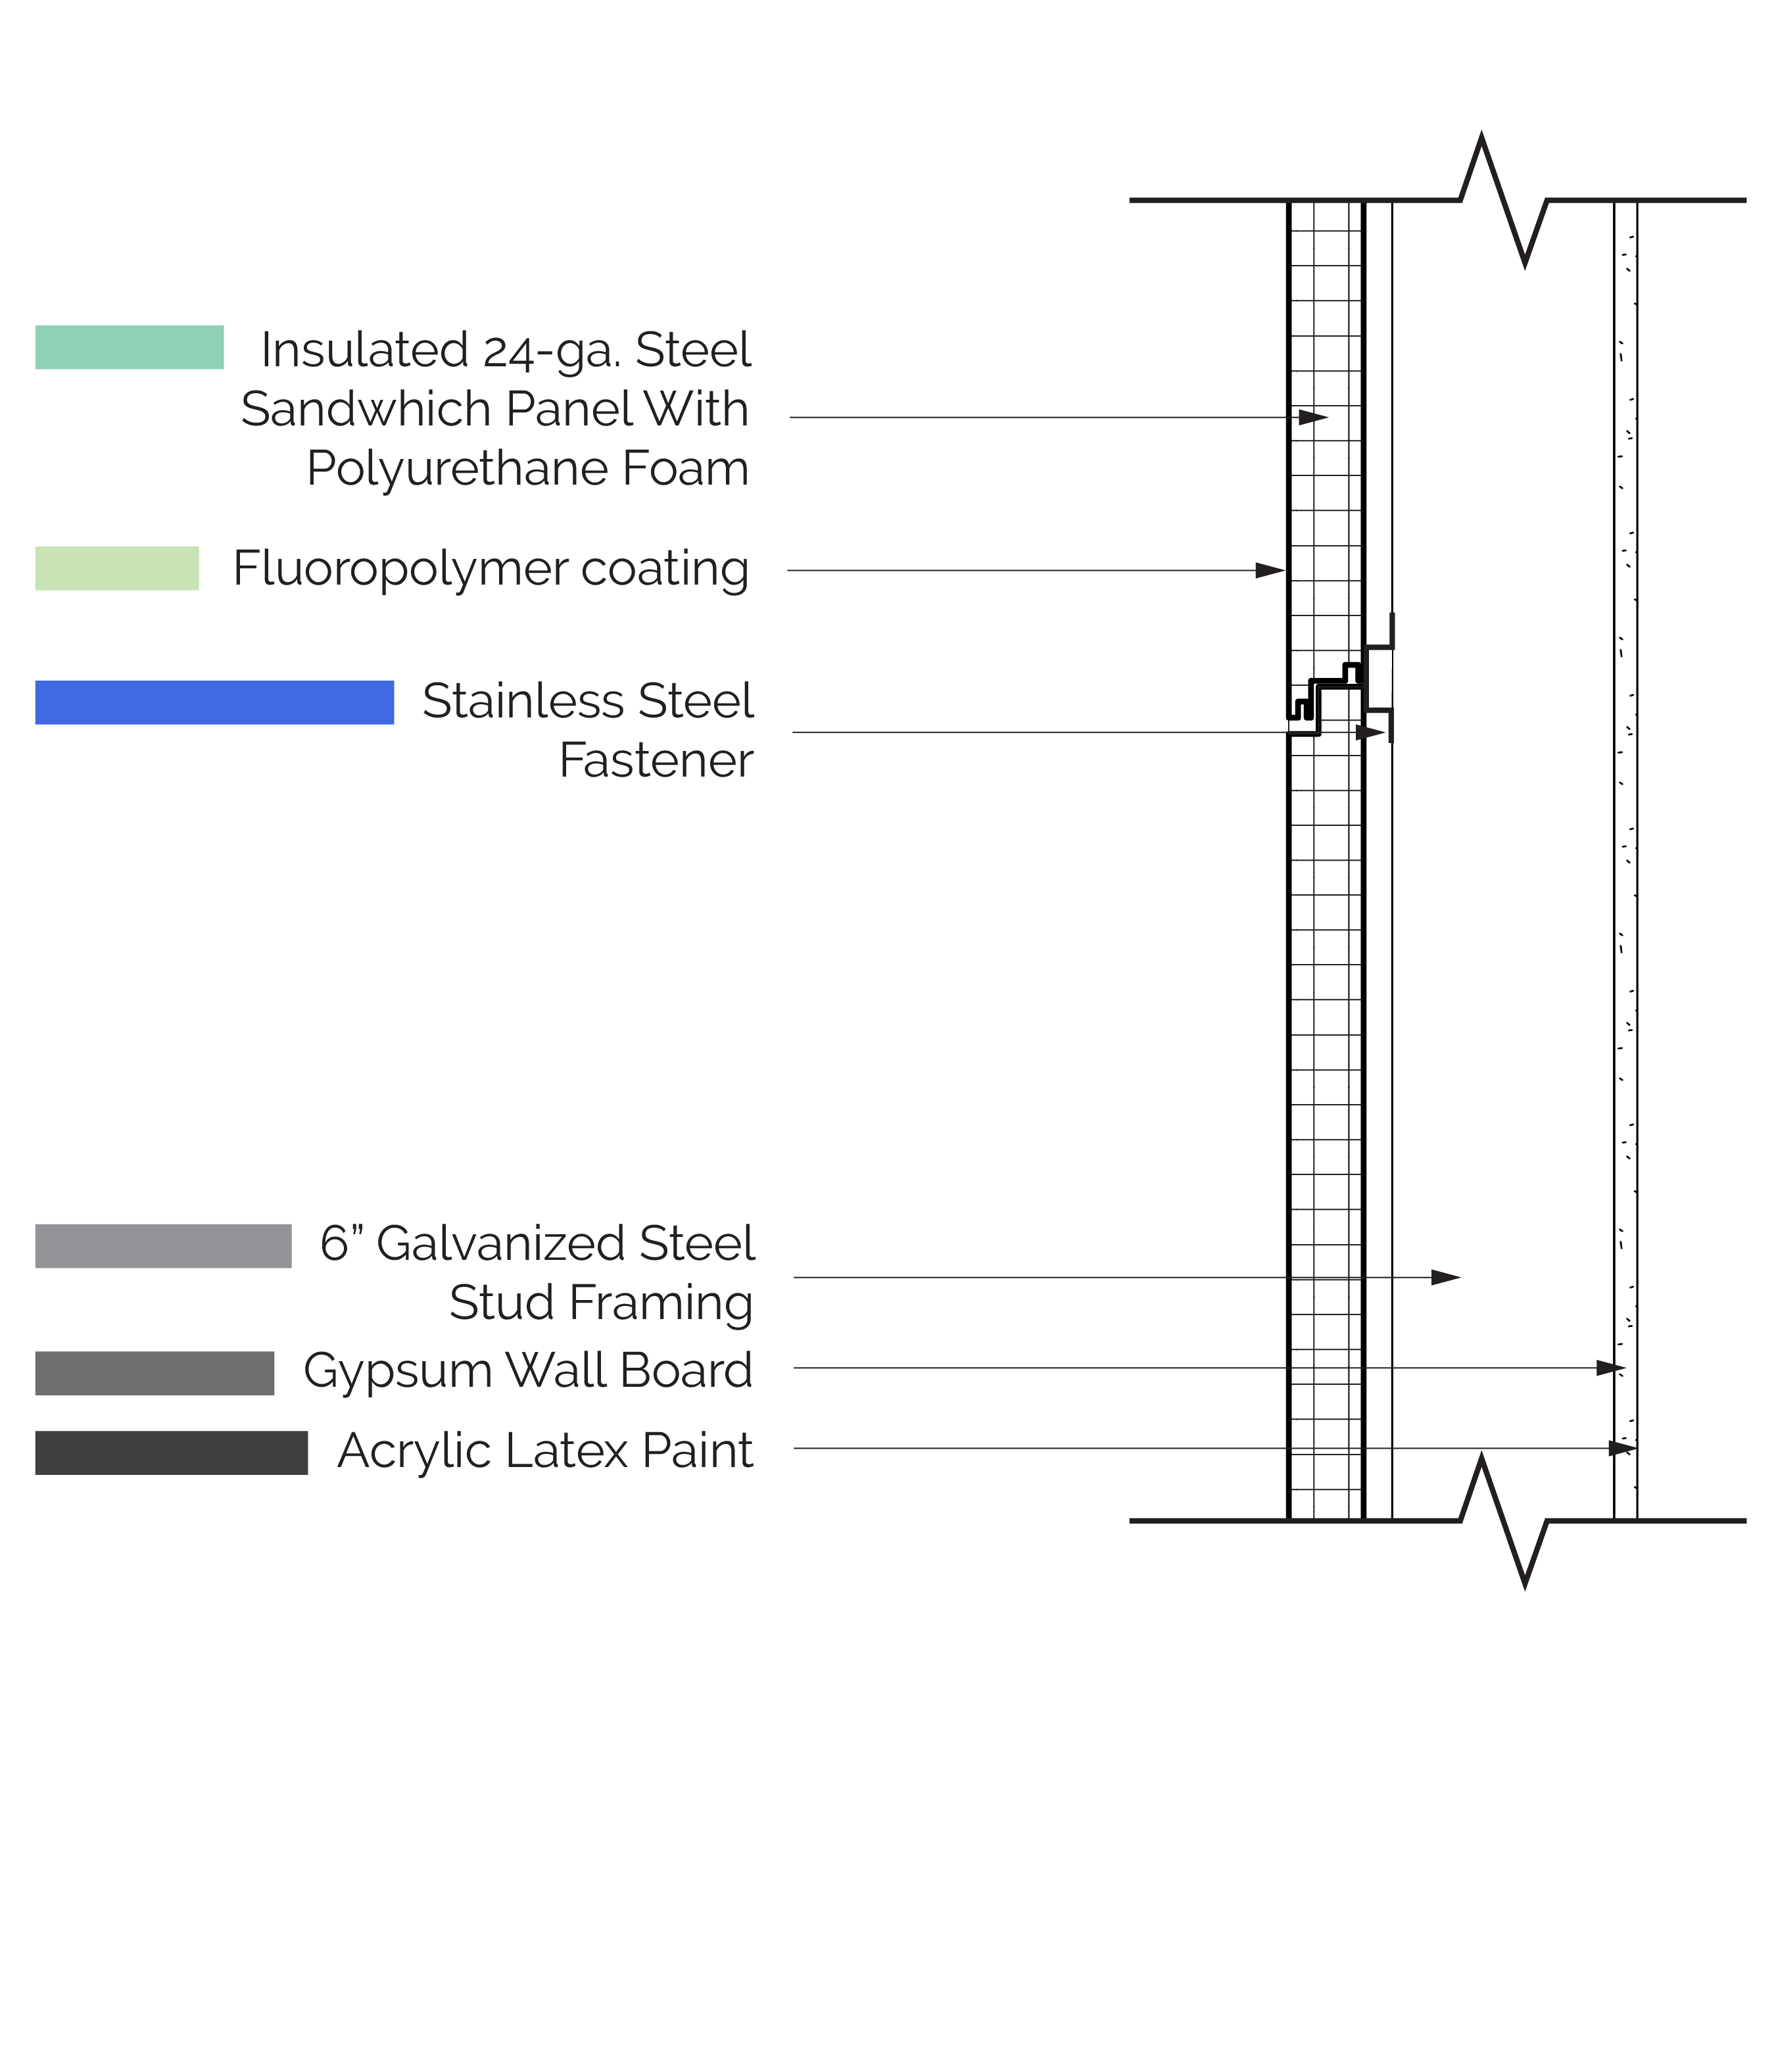 Insulated 24-ga. Steel
Sandwhich Panel With
Polyurethane Foam
Fluoropolymer coating
Stainless Steel
Fastener
6” Galvanized Steel
Stud Framing
Gypsum Wall Board
Acrylic Latex Paint